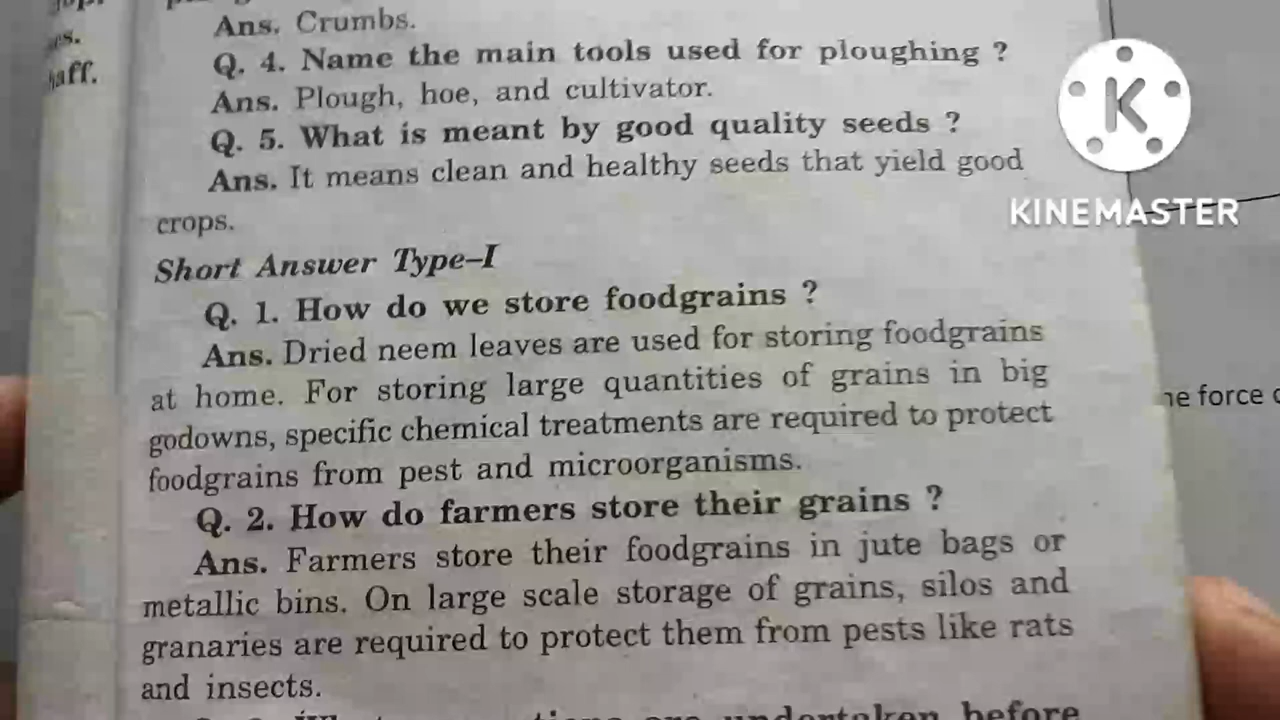 Ans. Crumbs.
Q. 4. Name the main tools used for ploughing ?
Ans. Plough, hoe, and cultivator.
Q. 5. What is meant by good quality seeds ?
Ans. It means clean and healthy seeds that yield good
crops.
Short Answer Type–I
Q. 1. How do we store foodgrains ?
Ans. Dried neem leaves are used for storing foodgrains
at home. For storing large quantities of grains in big
godowns, specific chemical treatments are required to protect
foodgrains from pest and microorganisms.
Q. 2. How do farmers store their grains ?
Ans. Farmers store their foodgrains in jute bags or
metallic bins. On large scale storage of grains, silos and
granaries are required to protect them from pests like rats
and insects.
undertaken before
K
KINEMASTER
force